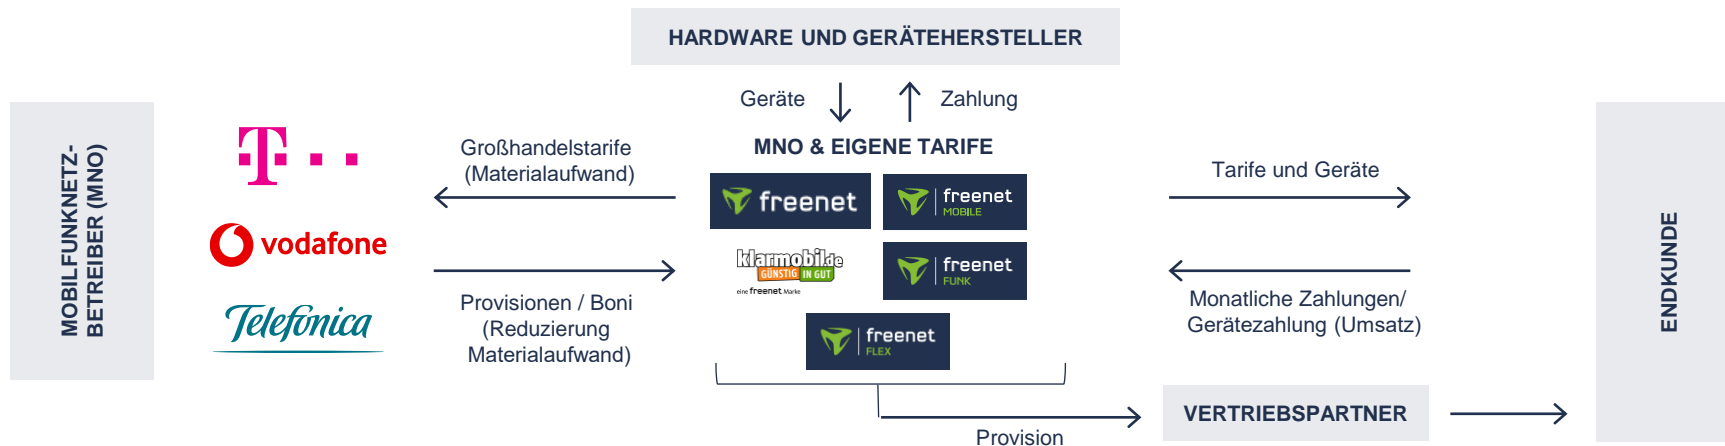 HARDWARE UND GERÄTEHERSTELLER
Geräte
Zahlung
MOBILFUNKNETZ-
BETREIBER (MNO)
T
vodafone
Telefónica
Großhandelstarife
(Materialaufwand)
Provisionen / Boni
(Reduzierung
Materialaufwand)
MNO & EIGENE TARIFE
freenet
freenet
MOBILE
klarmobil.de
GÜNSTIG IN GUT
eine freenet Marke
freenet
FUNK
freenet
FLEX
Tarife und Geräte
Monatliche Zahlungen/
Gerätezahlung (Umsatz)
ENDKUNDE
Provision
VERTRIEBSPARTNER